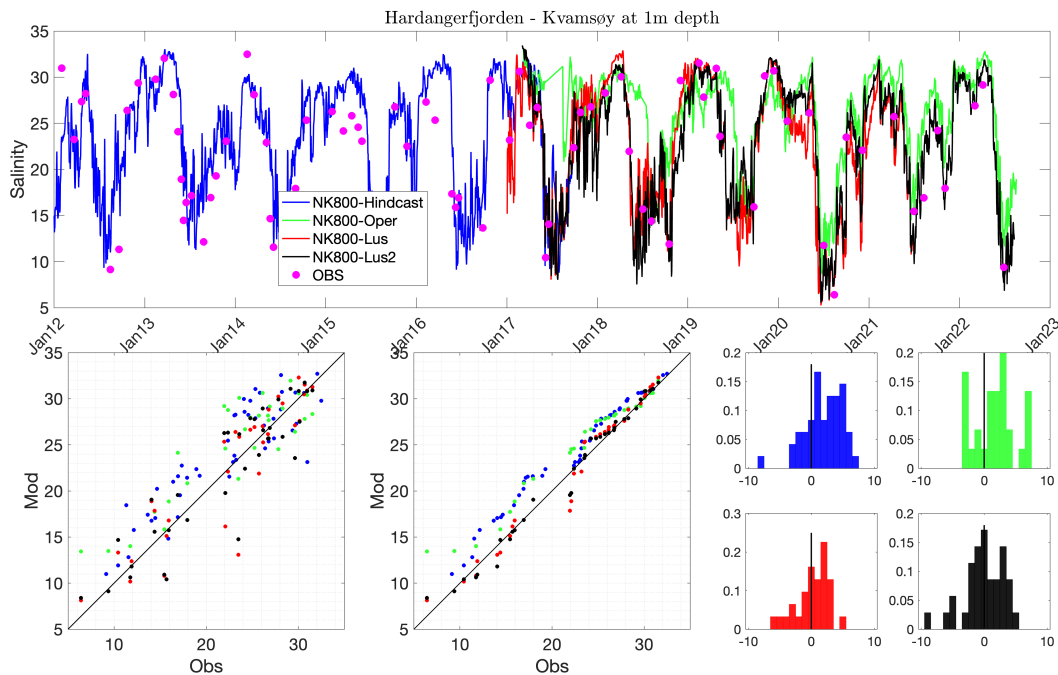 Hardangerfjorden - Kvamsøy at 1m depth
Salinity
35
30
25
20
15
10
5
NK800-Hindcast
NK800-Oper
NK800-Lus
NK800-Lus2
OBS
Jan12
Jan13
Jan14
Jan15
Jan16
Jan17
Jan18
Jan19
Jan20
Jan21
Jan22
Jan23
Mod
35
30
25
20
15
10
5
10
20
30
Obs
Mod
35
30
25
20
15
10
5
10
20
30
Obs
0.2
0.15
0.1
0.05
0
-10
0
10
0.2
0.15
0.1
0.05
0
-10
0
10
0.3
0.2
0.1
0
-10
0
10
0.2
0.15
0.1
0.05
0
-10
0
10